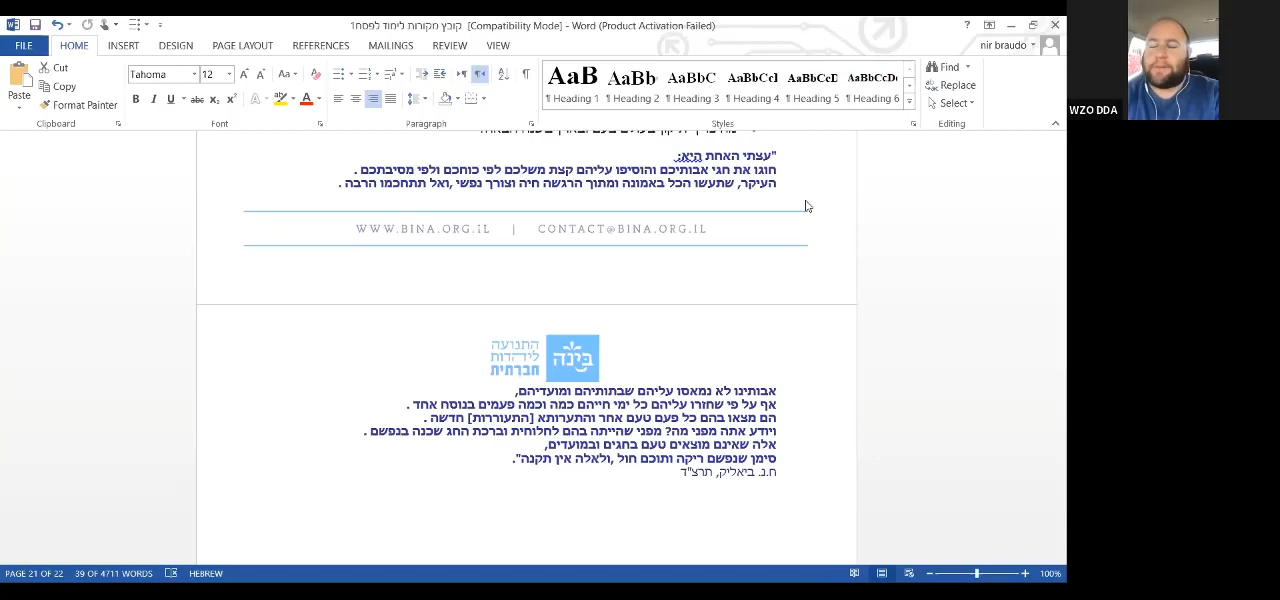 קובץ מקורות לימוד לפסח1 [Compatibility Mode] - Word (Product Activation Failed)
FILE HOME INSERT DESIGN PAGE LAYOUT REFERENCES MAILINGS REVIEW VIEW
nir braudo
Paste
Cut
Copy
Format Painter
Tahoma 12
AaB AaBb AaBbC AaBbCcI AaBbCcD AaBbCcD
¶ Heading 1 ¶ Heading 2 ¶ Heading 3 ¶ Heading 4 ¶ Heading 5 ¶ Heading 6
Find
Replace
Select
Clipboard Font Paragraph Styles Editing
WZO DDA
"עצתי האחת היא:
חוגו את חגי אבותיכם והוסיפו עליהם קצת משלכם לפי כוחכם ולפי מסיבתכם .
העיקר, שתעשו הכל באמונה ומתוך הרגשה חיה וצורך נפשי ,ואל תתחכמו הרבה .
WWW.BINA.ORG.IL | CONTACT@BINA.ORG.IL
בינה
התנועה
ליהדות
חברתית
אבותינו לא נמאסו עליהם שבתותיהם ומועדיהם,
אף על פי שחזרו עליהם כל ימי חייהם כמה וכמה פעמים בנוסח אחד .
הם מצאו בהם כל פעם טעם אחר והתערותא [התעוררות] חדשה .
ויודע אתה מפני מה? מפני שהייתה בהם לחלוחית וברכת החג שכנה בנפשם .
אלה שאינם מוצאים טעם בחגים ובמועדים,
סימן שנפשם ריקה ותוכם חול ,ולאלה אין תקנה".
ח.נ. ביאליק, תרצ"ד
PAGE 21 OF 22 39 OF 4711 WORDS HEBREW 100%